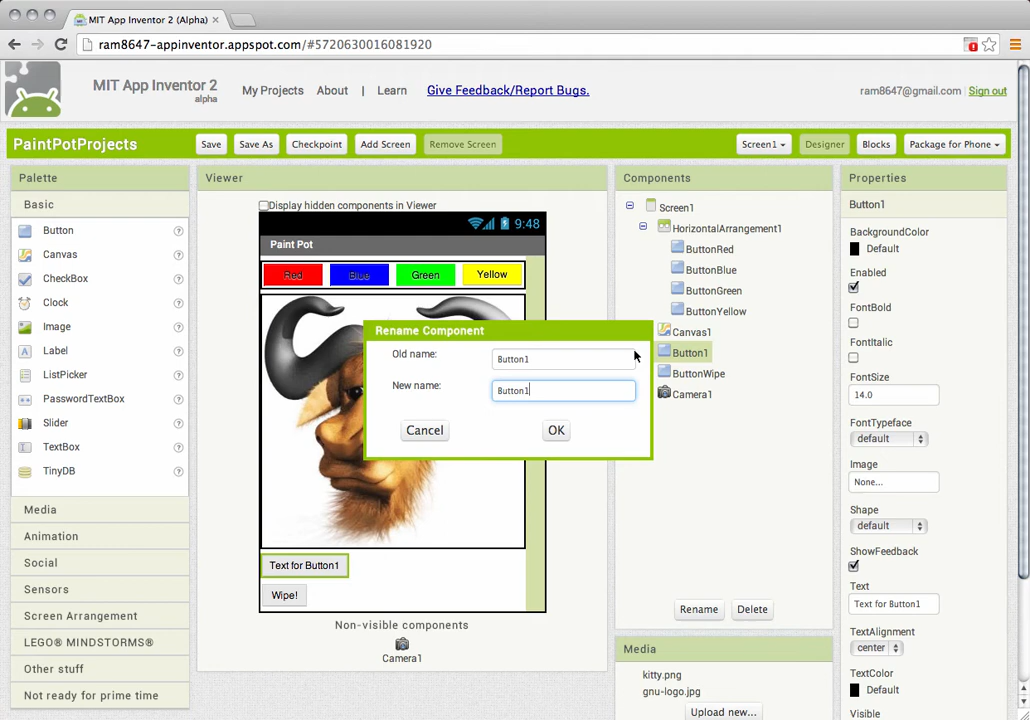 MIT App Inventor 2 (Alpha)
ram8647-appinventor.appspot.com/#5720630016081920
MIT App Inventor 2
alpha
My Projects
About
|
Learn
Give Feedback/Report Bugs.
ram8647@gmail.com
Sign out
PaintPotProjects
Save
Save As
Checkpoint
Add Screen
Remove Screen
Screen1
Designer
Blocks
Package for Phone
Palette
Basic
Button
Canvas
CheckBox
Clock
Image
Label
ListPicker
PasswordTextBox
Slider
TextBox
TinyDB
Media
Animation
Social
Sensors
Screen Arrangement
LEGO® MINDSTORMS®
Other stuff
Not ready for prime time
Viewer
Display hidden components in Viewer
9:48
Paint Pot
Red
Blue
Green
Yellow
Text for Button1
Wipe!
Non-visible components
Camera1
Rename Component
Old name:
Button1
New name:
Button1
Cancel
OK
Components
Screen1
HorizontalArrangement1
ButtonRed
ButtonBlue
ButtonGreen
ButtonYellow
Canvas1
Button1
ButtonWipe
Camera1
Rename
Delete
Media
kitty.png
gnu-logo.jpg
Upload new...
Properties
Button1
BackgroundColor
Default
Enabled
FontBold
FontItalic
FontSize
14.0
FontTypeface
default
Image
None...
Shape
default
ShowFeedback
Text
Text for Button1
TextAlignment
center
TextColor
Default
Visible